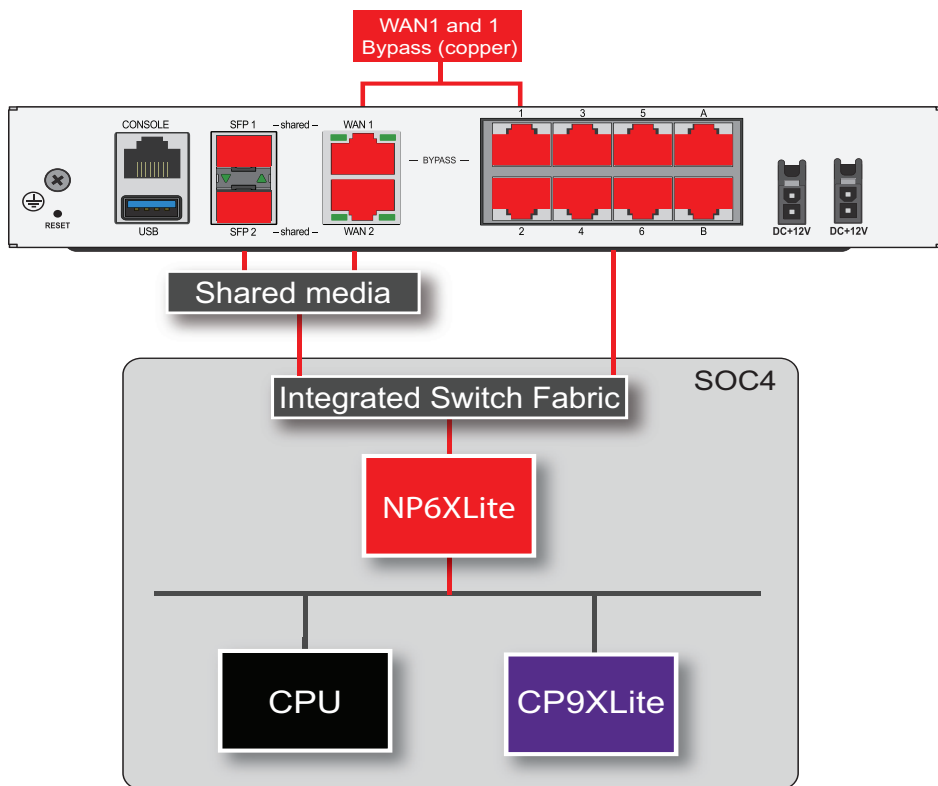 WAN1 and 1
Bypass (copper)
CONSOLE
SFP 1
– shared –
WAN 1
1
3
5
A
– BYPASS –
RESET
USB
SFP 2
– shared –
WAN 2
2
4
6
B
DC+12V
DC+12V
Shared media
SOC4
Integrated Switch Fabric
NP6XLite
CPU
CP9XLite